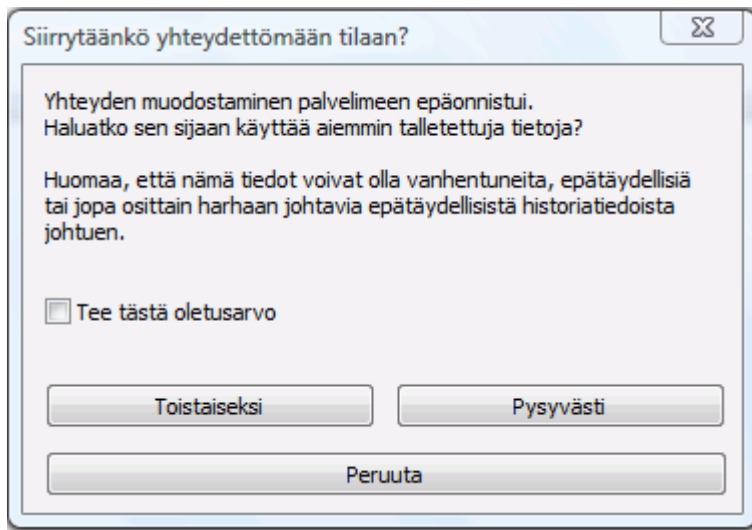 Siirrytäänkö yhteydettömään tilaan?
Yhteyden muodostaminen palvelimeen epäonnistui.
Haluatko sen sijaan käyttää aiemmin talletettuja tietoja?
Huomaa, että nämä tiedot voivat olla vanhentuneita, epätäydellisiä
tai jopa osittain harhaan johtavia epätäydellisistä historiatiedoista
johtuen.
Tee tästä oletusarvo
Toistaiseksi
Pysyvästi
Peruuta